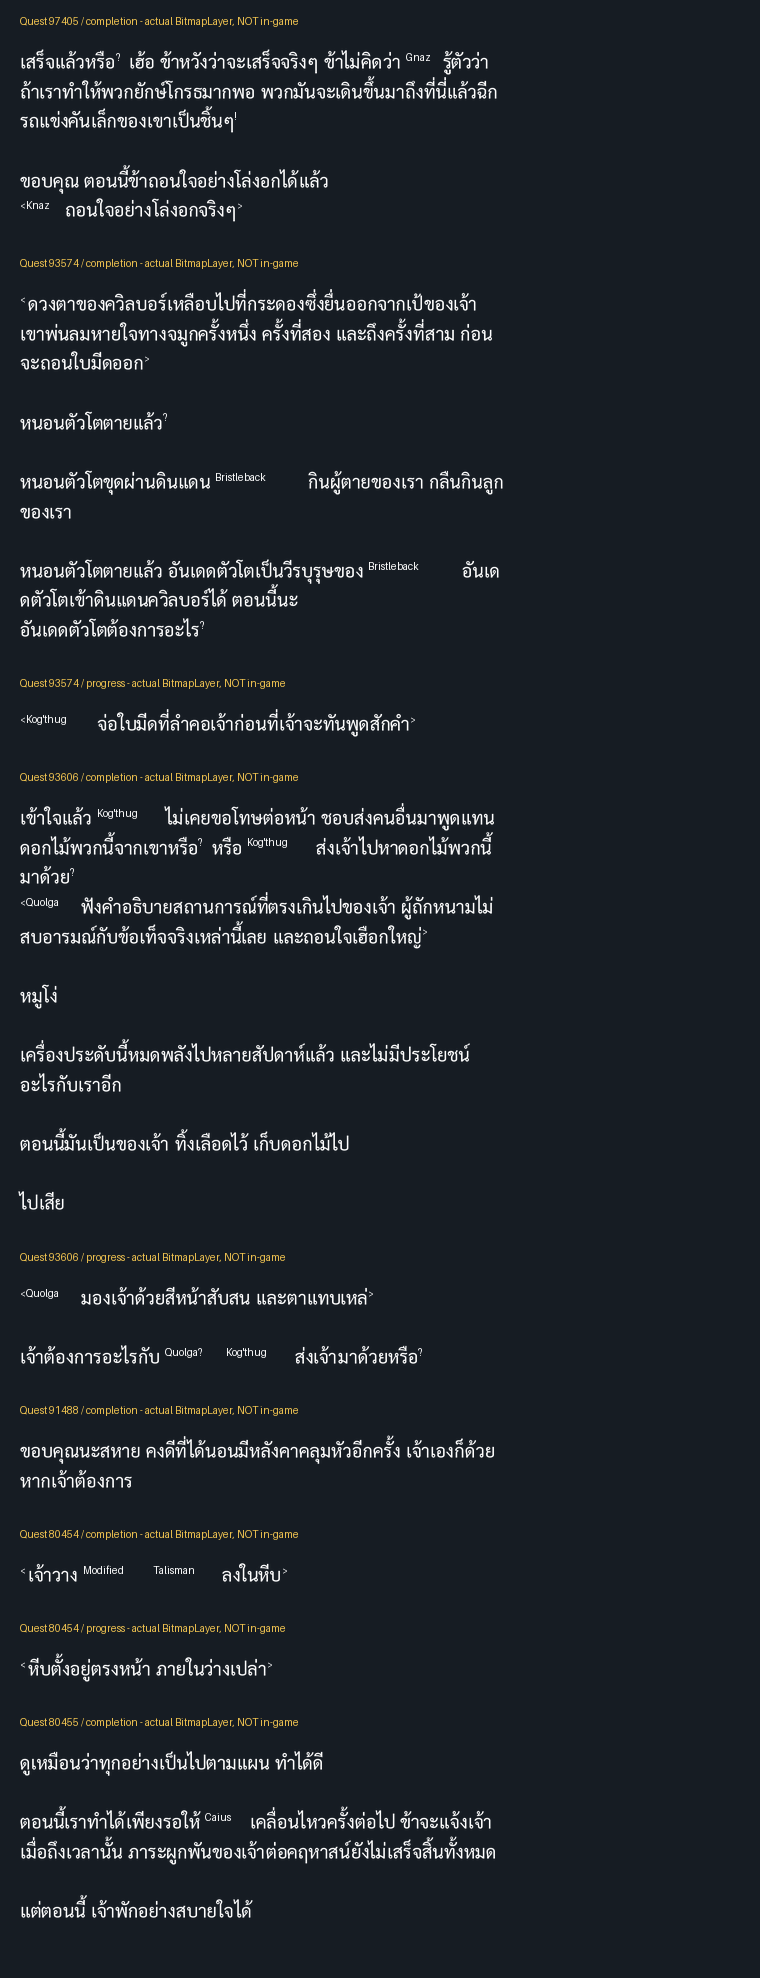 Quest 97405 / completion - actual BitmapLayer, NOT in-game
เสร็จแล้วหรือ? เฮ้อ ข้าหวังว่าจะเสร็จจริงๆ ข้าไม่คิดว่า Gnaz รู้ตัวว่า
ถ้าเราทำให้พวกยักษ์โกรธมากพอ พวกมันจะเดินขึ้นมาถึงที่นี่แล้วฉีก
รถแข่งคันเล็กของเขาเป็นชิ้นๆ!
ขอบคุณ ตอนนี้ข้าถอนใจอย่างโล่งอกได้แล้ว
<Knaz ถอนใจอย่างโล่งอกจริงๆ>
Quest 93574 / completion - actual BitmapLayer, NOT in-game
<ดวงตาของควิลบอร์เหลือบไปที่กระดองซึ่งยื่นออกจากเป้ของเจ้า
เขาพ่นลมหายใจทางจมูกครั้งหนึ่ง ครั้งที่สอง และถึงครั้งที่สาม ก่อน
จะถอนใบมีดออก>
หนอนตัวโตตายแล้ว?
หนอนตัวโตขุดผ่านดินแดน Bristleback กินผู้ตายของเรา กลืนกินลูก
ของเรา
หนอนตัวโตตายแล้ว อันเดดตัวโตเป็นวีรบุรุษของ Bristleback อันเด
ดตัวโตเข้าดินแดนควิลบอร์ได้ ตอนนี้นะ
อันเดดตัวโตต้องการอะไร?
Quest 93574 / progress - actual BitmapLayer, NOT in-game
<Kog'thug จ่อใบมีดที่ลำคอเจ้าก่อนที่เจ้าจะทันพูดสักคำ>
Quest 93606 / completion - actual BitmapLayer, NOT in-game
เข้าใจแล้ว Kog'thug ไม่เคยขอโทษต่อหน้า ชอบส่งคนอื่นมาพูดแทน
ดอกไม้พวกนี้จากเขาหรือ? หรือ Kog'thug ส่งเจ้าไปหาดอกไม้พวกนี้
มาด้วย?
<Quolga ฟังคำอธิบายสถานการณ์ที่ตรงเกินไปของเจ้า ผู้ถักหนามไม่
สบอารมณ์กับข้อเท็จจริงเหล่านี้เลย และถอนใจเฮือกใหญ่>
หมูโง่
เครื่องประดับนี้หมดพลังไปหลายสัปดาห์แล้ว และไม่มีประโยชน์
อะไรกับเราอีก
ตอนนี้มันเป็นของเจ้า ทิ้งเลือดไว้ เก็บดอกไม้ไป
ไปเสีย
Quest 93606 / progress - actual BitmapLayer, NOT in-game
<Quolga มองเจ้าด้วยสีหน้าสับสน และตาแทบเหล่>
เจ้าต้องการอะไรกับ Quolga? Kog'thug ส่งเจ้ามาด้วยหรือ?
Quest 91488 / completion - actual BitmapLayer, NOT in-game
ขอบคุณนะสหาย คงดีที่ได้นอนมีหลังคาคลุมหัวอีกครั้ง เจ้าเองก็ด้วย
หากเจ้าต้องการ
Quest 80454 / completion - actual BitmapLayer, NOT in-game
<เจ้าวาง Modified Talisman ลงในหีบ>
Quest 80454 / progress - actual BitmapLayer, NOT in-game
<หีบตั้งอยู่ตรงหน้า ภายในว่างเปล่า>
Quest 80455 / completion - actual BitmapLayer, NOT in-game
ดูเหมือนว่าทุกอย่างเป็นไปตามแผน ทำได้ดี
ตอนนี้เราทำได้เพียงรอให้ Caius เคลื่อนไหวครั้งต่อไป ข้าจะแจ้งเจ้า
เมื่อถึงเวลานั้น ภาระผูกพันของเจ้าต่อคฤหาสน์ยังไม่เสร็จสิ้นทั้งหมด
แต่ตอนนี้ เจ้าพักอย่างสบายใจได้